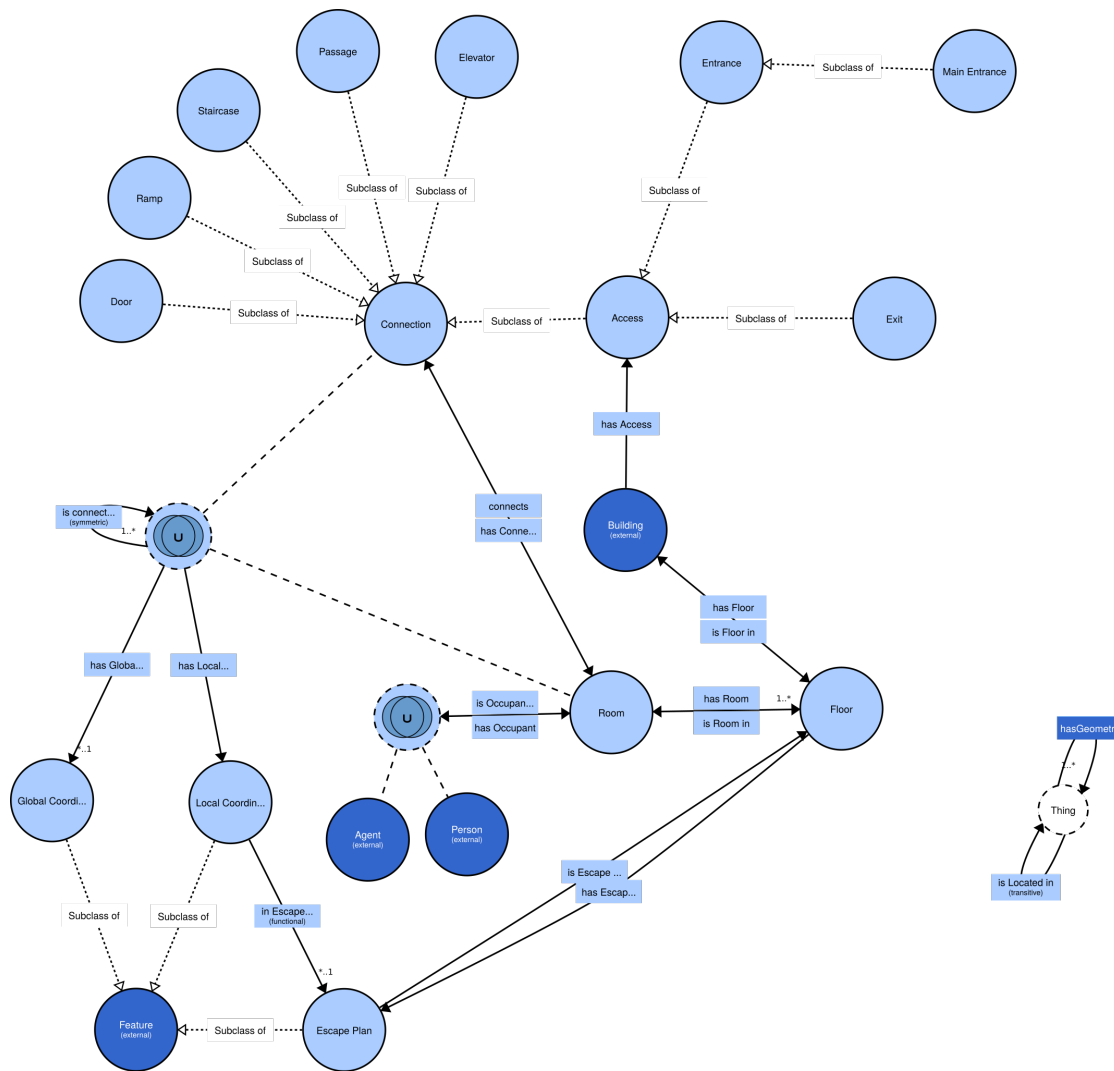 Passage
Elevator
Entrance
Subclass of
Main Entrance
Staircase
Subclass of
Subclass of
Subclass of
Ramp
Subclass of
Subclass of
Door
Subclass of
Connection
Subclass of
Access
Subclass of
Exit
has Access
connects
has Conne...
is connect...
(symmetric)
1..*
U
Building
(external)
has Floor
is Floor in
has Globa...
has Local...
is Occupan...
has Occupant
U
Room
has Room
is Room in
1..*
Floor
hasGeometr
1..*
Thing
is Located in
(transitive)
*..1
Global Coordi...
Local Coordin...
Agent
(external)
Person
(external)
is Escape ...
has Escap...
Subclass of
Subclass of
in Escape...
(functional)
*..1
Feature
(external)
Subclass of
Escape Plan